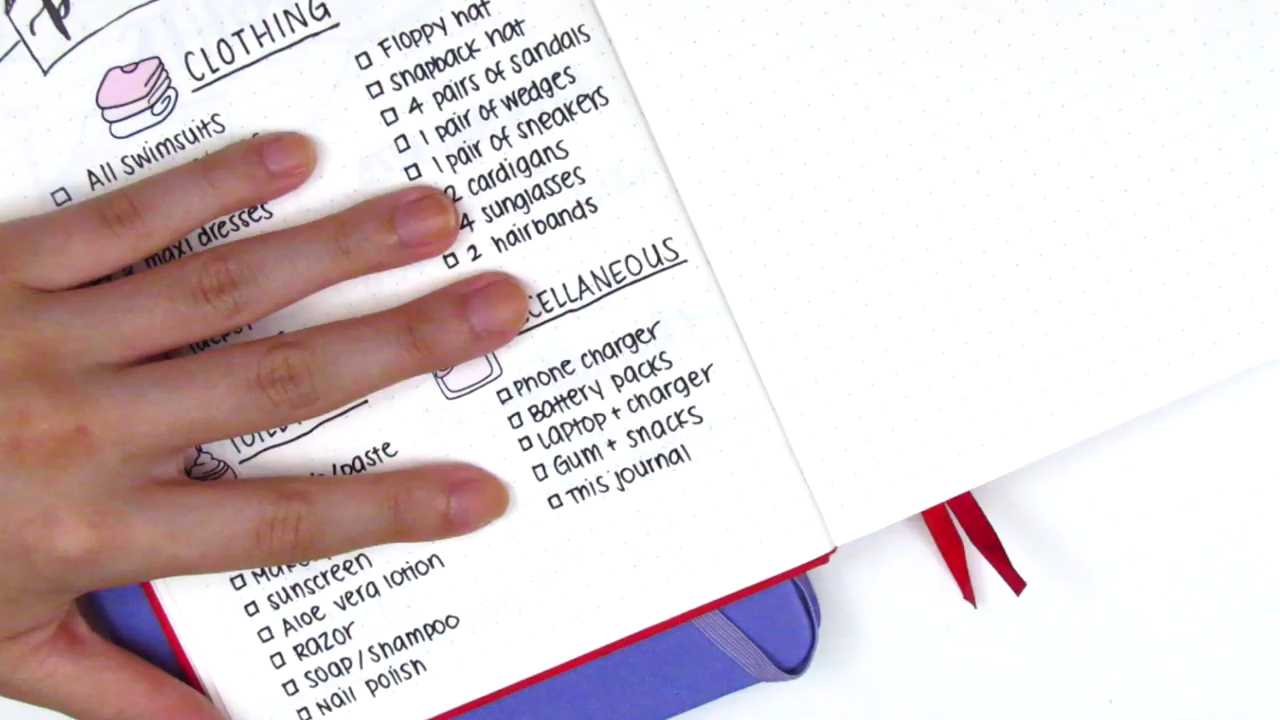 CLOTHING
All swimsuits
maxi dresses
Floppy hat
snapback hat
4 pairs of sandals
1 pair of wedges
1 pair of sneakers
2 cardigans
4 sunglasses
2 hairbands
CELLANEOUS
Phone charger
Battery packs
Laptop + charger
Gum + snacks
This journal
/paste
sunscreen
Aloe vera lotion
Razor
soap/shampoo
Nail polish